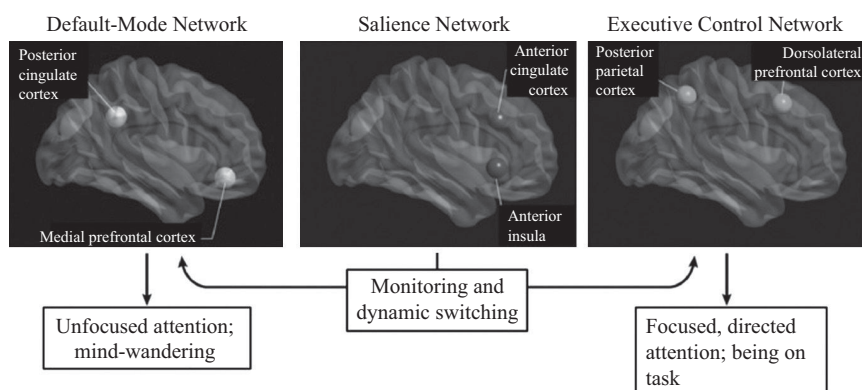 Default-Mode Network
Salience Network
Executive Control Network
Posterior
cingulate
cortex
Medial prefrontal cortex
Anterior
cingulate
cortex
Anterior
insula
Posterior
parietal
cortex
Dorsolateral
prefrontal cortex
Unfocused attention;
mind-wandering
Monitoring and
dynamic switching
Focused, directed
attention; being on
task